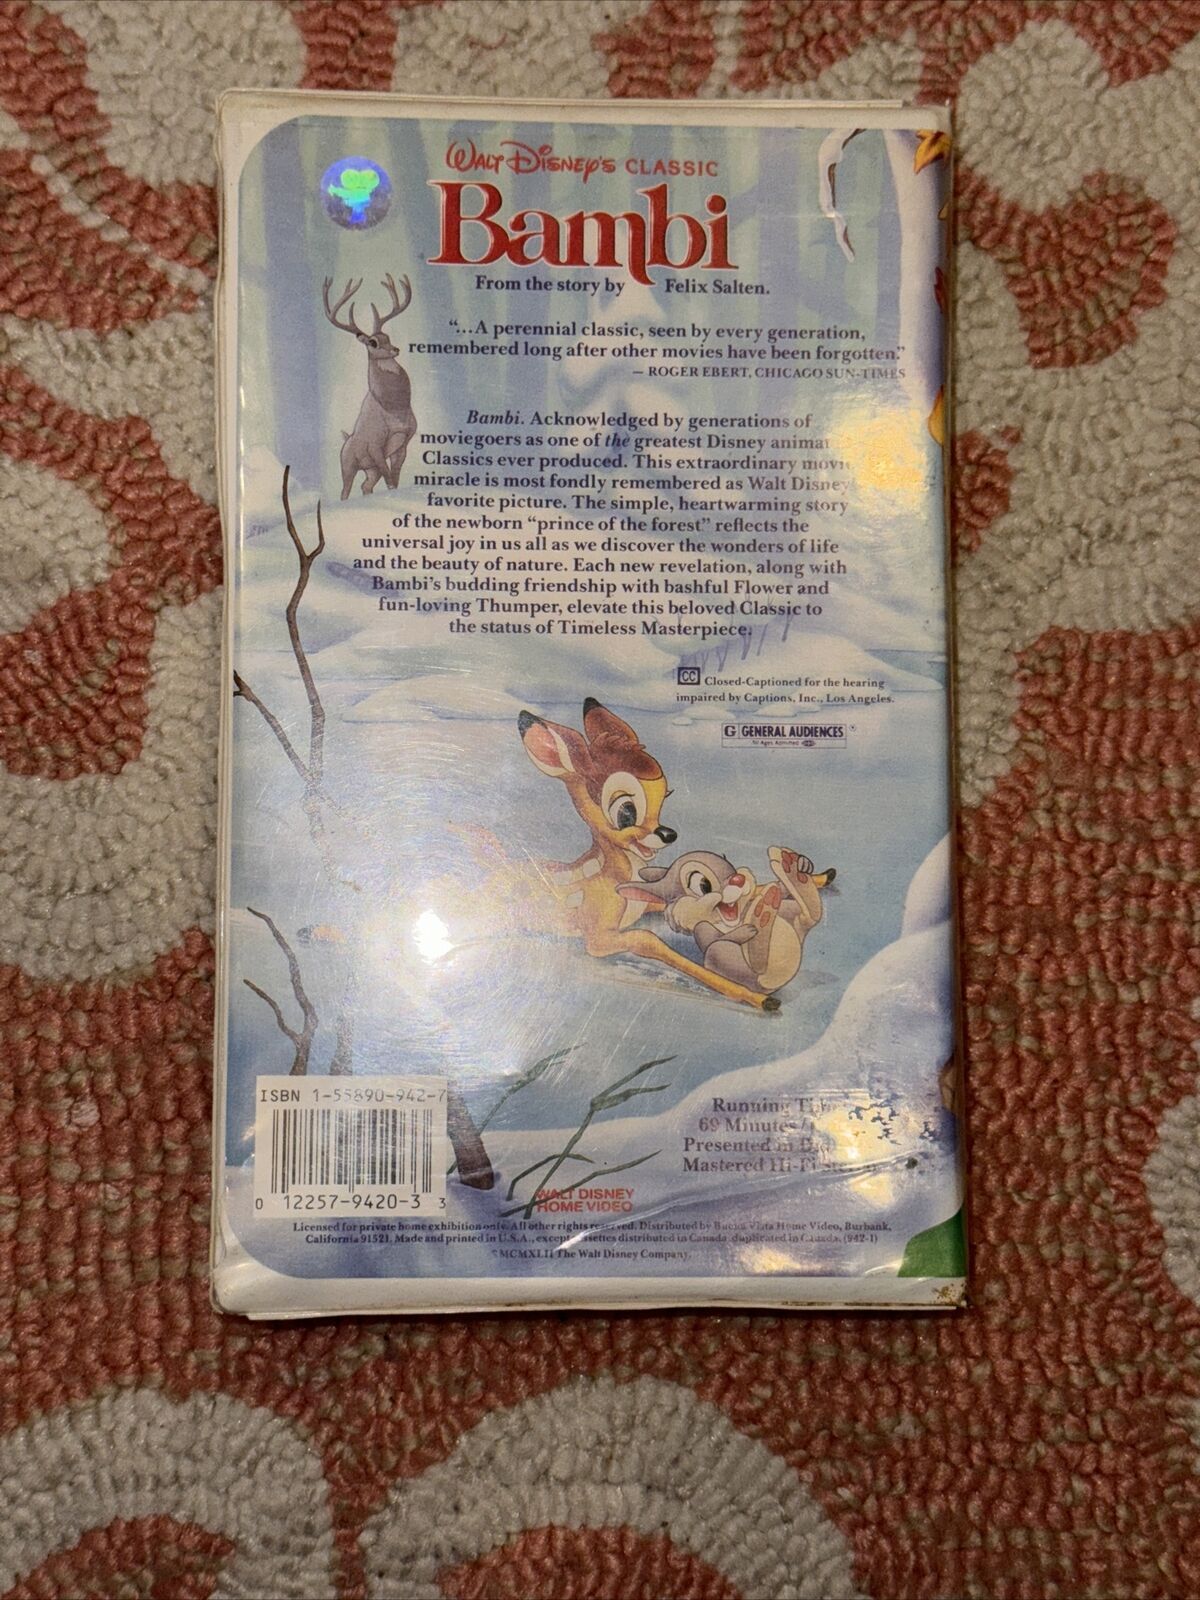 WALT DISNEY'S CLASSIC
Bambi
From the story by Felix Salten.
“...A perennial classic, seen by every generation,
remembered long after other movies have been forgotten.”
— ROGER EBERT, CHICAGO SUN-TIMES
Bambi. Acknowledged by generations of
moviegoers as one of the greatest Disney
Classics ever produced. This extraordinary
miracle is most fondly remembered as Walt Disney
favorite picture. The simple, heartwarming story
of the newborn “prince of the forest” reflects the
universal joy in us all as we discover the wonders of life
and the beauty of nature. Each new revelation, along with
Bambi's budding friendship with bashful Flower and
fun-loving Thumper, elevate this beloved Classic to
the status of Timeless Masterpiece.
CC Closed-Captioned for the hearing
impaired by Captions, Inc., Los Angeles.
G GENERAL AUDIENCES
All Ages Admitted
ISBN 1-55890-942-7
0 12257-9420-3 3
Running
69 Minutes/
Presented in
Mastered Hi-Fi
WALT DISNEY
HOME VIDEO
Licensed for private home exhibition only. All other rights reserved. Distributed by Buena Vista Home Video, Burbank,
California 91521. Made and printed in U.S.A., except cassettes distributed in Canada duplicated in Canada. (942-1)
©MCMXLII The Walt Disney Company.